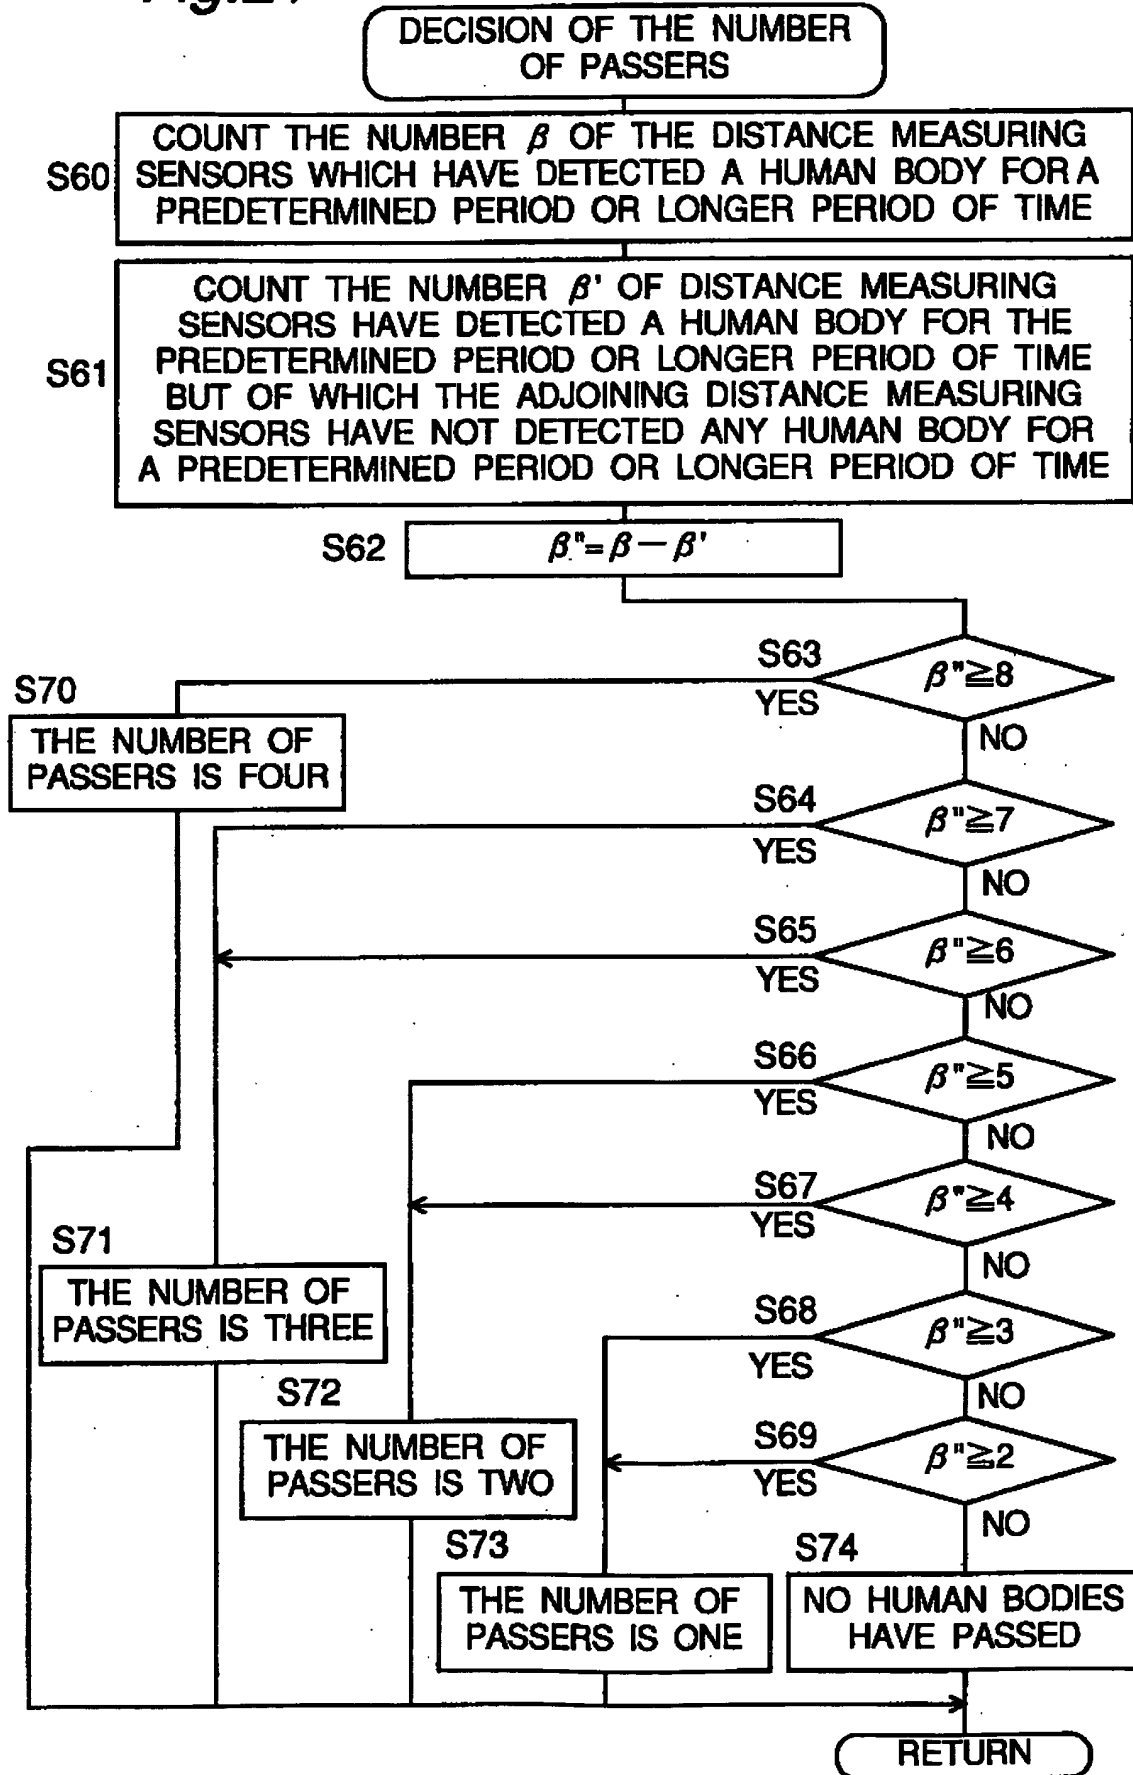 DECISION OF THE NUMBER
OF PASSERS
S60
COUNT THE NUMBER β OF THE DISTANCE MEASURING
SENSORS WHICH HAVE DETECTED A HUMAN BODY FOR A
PREDETERMINED PERIOD OR LONGER PERIOD OF TIME
S61
COUNT THE NUMBER β' OF DISTANCE MEASURING
SENSORS HAVE DETECTED A HUMAN BODY FOR THE
PREDETERMINED PERIOD OR LONGER PERIOD OF TIME
BUT OF WHICH THE ADJOINING DISTANCE MEASURING
SENSORS HAVE NOT DETECTED ANY HUMAN BODY FOR
A PREDETERMINED PERIOD OR LONGER PERIOD OF TIME
S62
β"=β－β'
S63
β"≧8
YES
NO
S70
THE NUMBER OF
PASSERS IS FOUR
S64
β"≧7
YES
NO
S65
β"≧6
YES
NO
S66
β"≧5
YES
NO
S67
β"≧4
YES
NO
S71
THE NUMBER OF
PASSERS IS THREE
S68
β"≧3
YES
NO
S72
THE NUMBER OF
PASSERS IS TWO
S69
β"≧2
YES
NO
S73
THE NUMBER OF
PASSERS IS ONE
S74
NO HUMAN BODIES
HAVE PASSED
RETURN